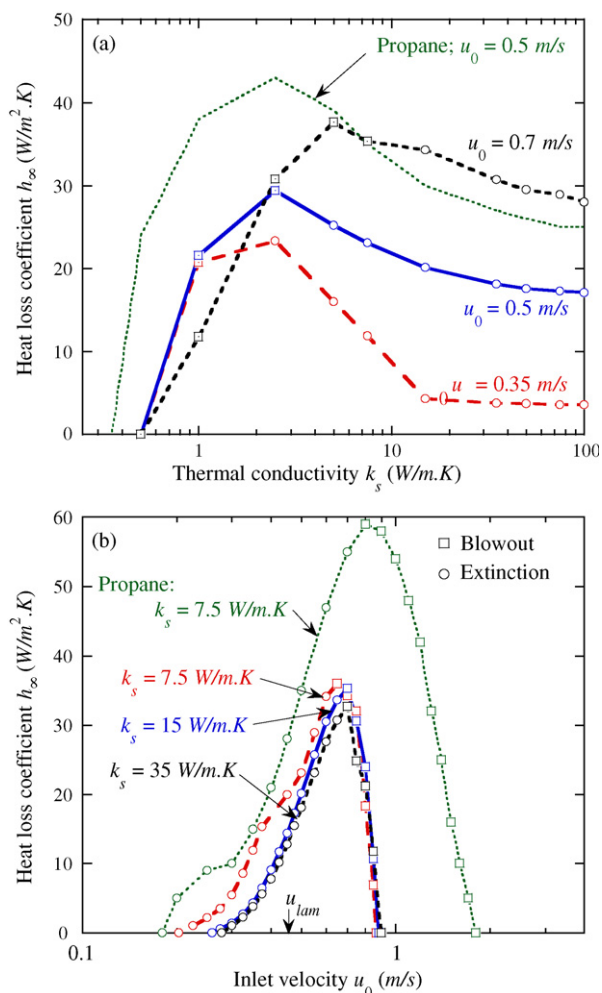 (a)
Propane; u0 = 0.5 m/s
u0 = 0.7 m/s
u0 = 0.5 m/s
u0 = 0.35 m/s
Heat loss coefficient h∞ (W/m².K)
50
40
30
20
10
0
1
10
100
Thermal conductivity ks (W/m.K)
(b)
Blowout
Extinction
Propane:
ks = 7.5 W/m.K
ks = 7.5 W/m.K
ks = 15 W/m.K
ks = 35 W/m.K
ulam
Heat loss coefficient h∞ (W/m².K)
60
50
40
30
20
10
0
0.1
1
Inlet velocity u0 (m/s)